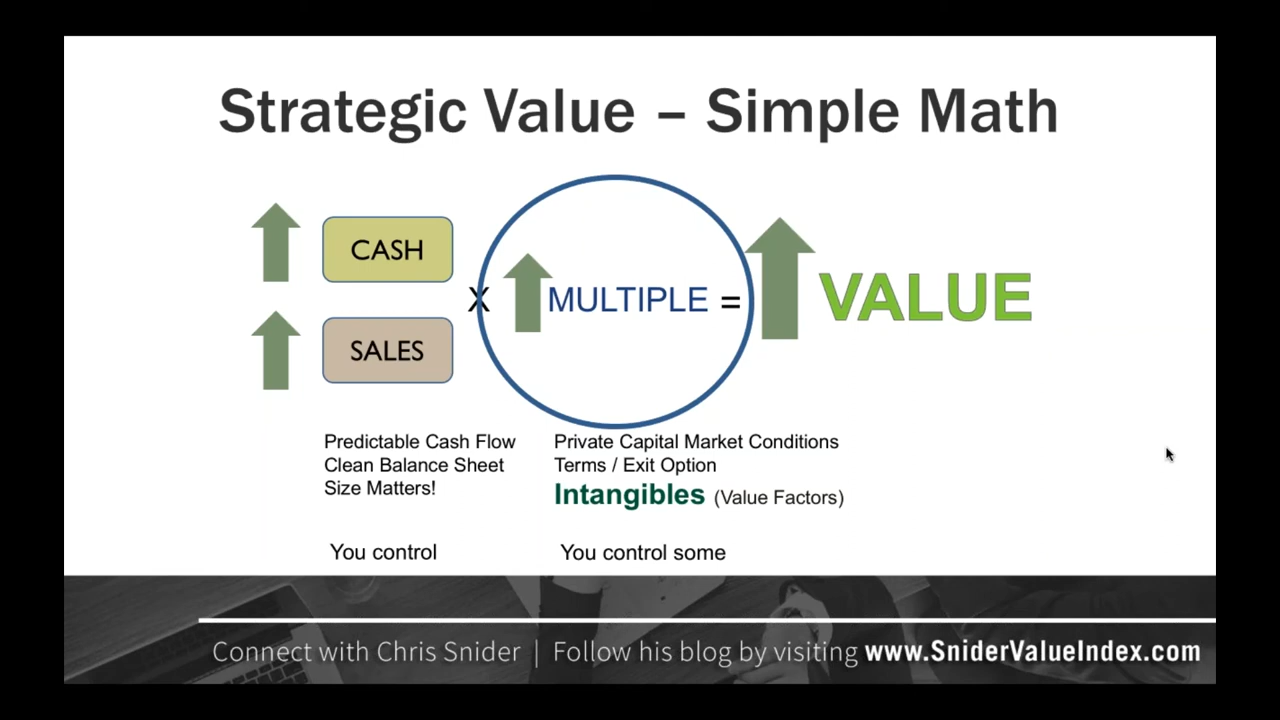 Strategic Value – Simple Math
CASH
SALES
X
MULTIPLE =
VALUE
Predictable Cash Flow
Clean Balance Sheet
Size Matters!
You control
Private Capital Market Conditions
Terms / Exit Option
Intangibles (Value Factors)
You control some
Connect with Chris Snider | Follow his blog by visiting www.SniderValueIndex.com